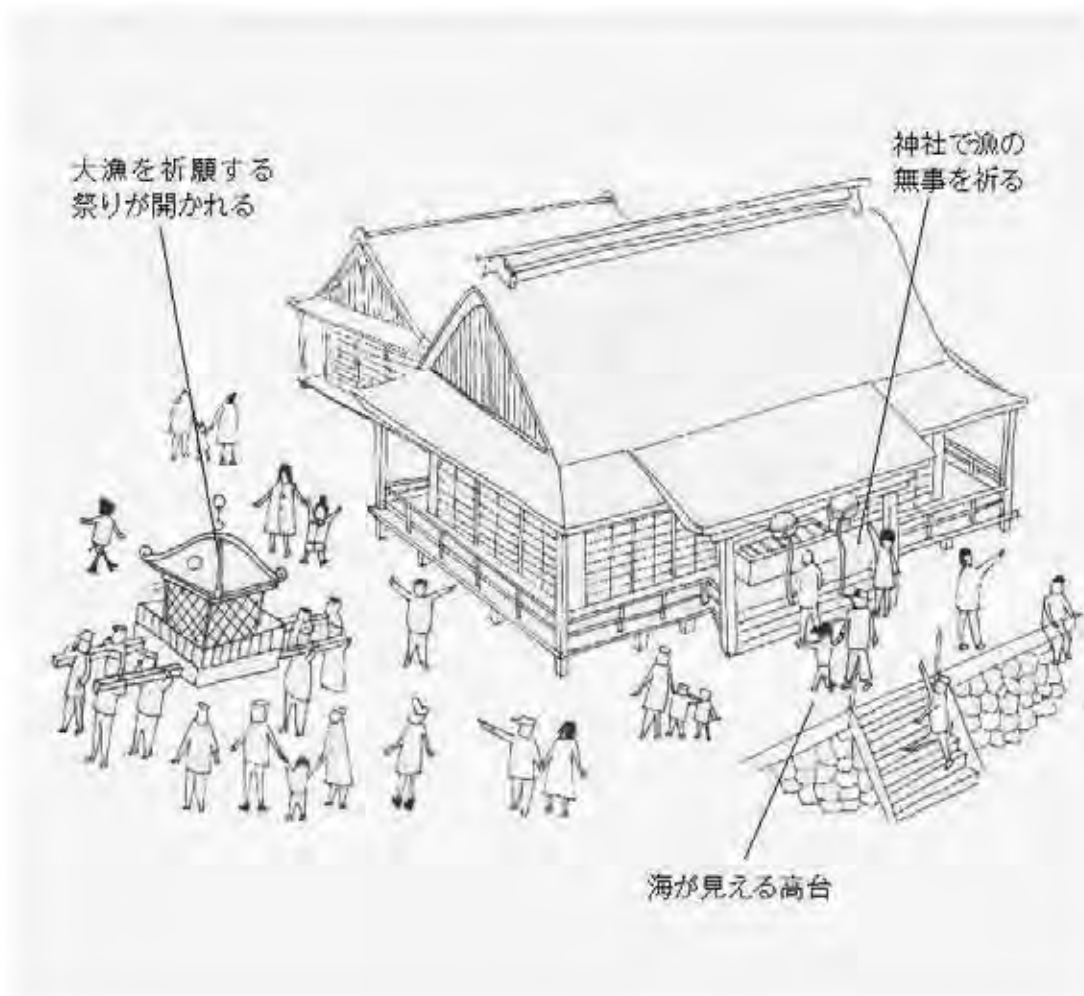 大漁を祈願する
祭りが開かれる
神社で漁の
無事を祈る
海が見える高台